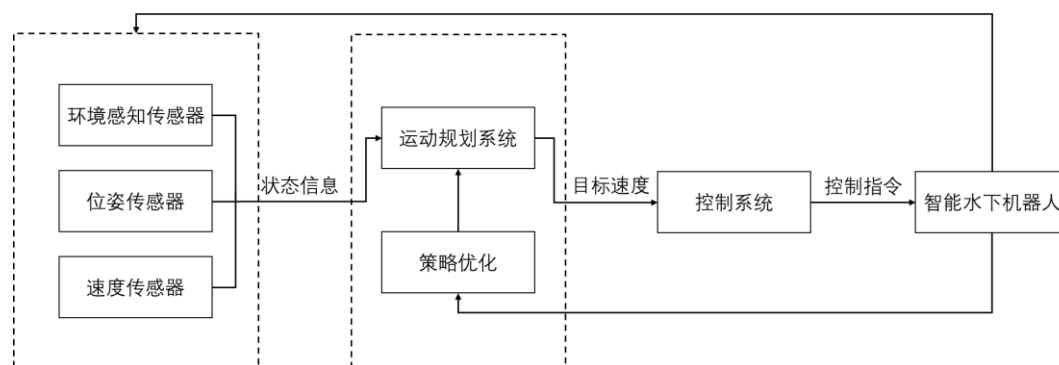 环境感知传感器
位姿传感器
速度传感器
状态信息
运动规划系统
策略优化
目标速度
控制系统
控制指令
智能水下机器人